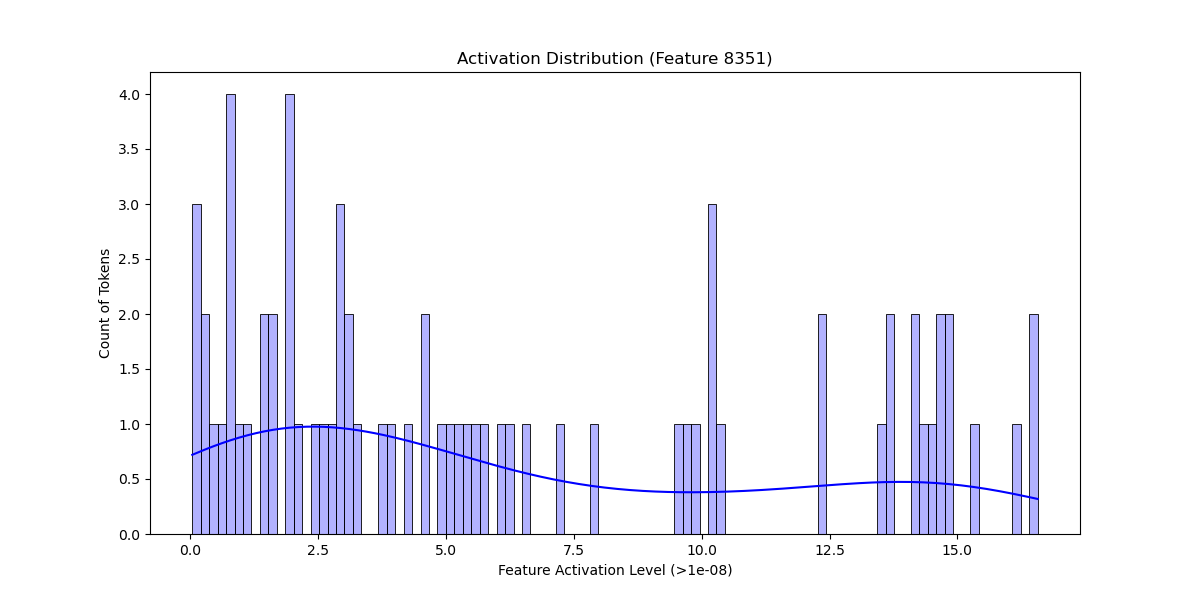 Activation Distribution (Feature 8351)
Count of Tokens
4.0
3.5
3.0
2.5
2.0
1.5
1.0
0.5
0.0
0.0 2.5 5.0 7.5 10.0 12.5 15.0
Feature Activation Level (>1e-08)